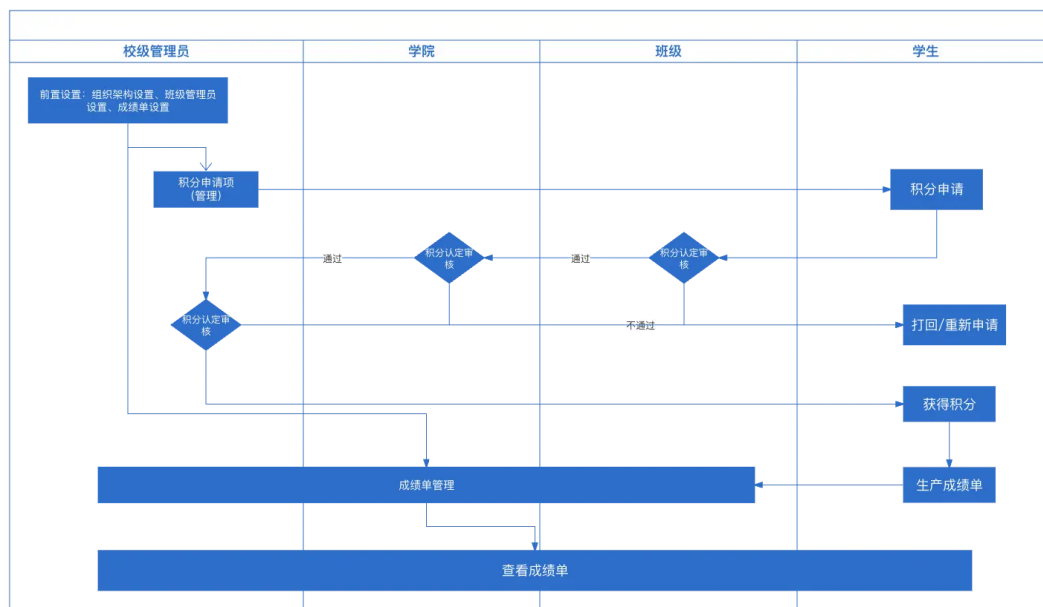 校级管理员
学院
班级
学生
前置设置：组织架构设置、班级管理员
设置、成绩单设置
积分申请项
(管理)
积分申请
积分认定审
核
通过
积分认定审
核
通过
积分认定审
核
不通过
打回/重新申请
获得积分
成绩单管理
生产成绩单
查看成绩单